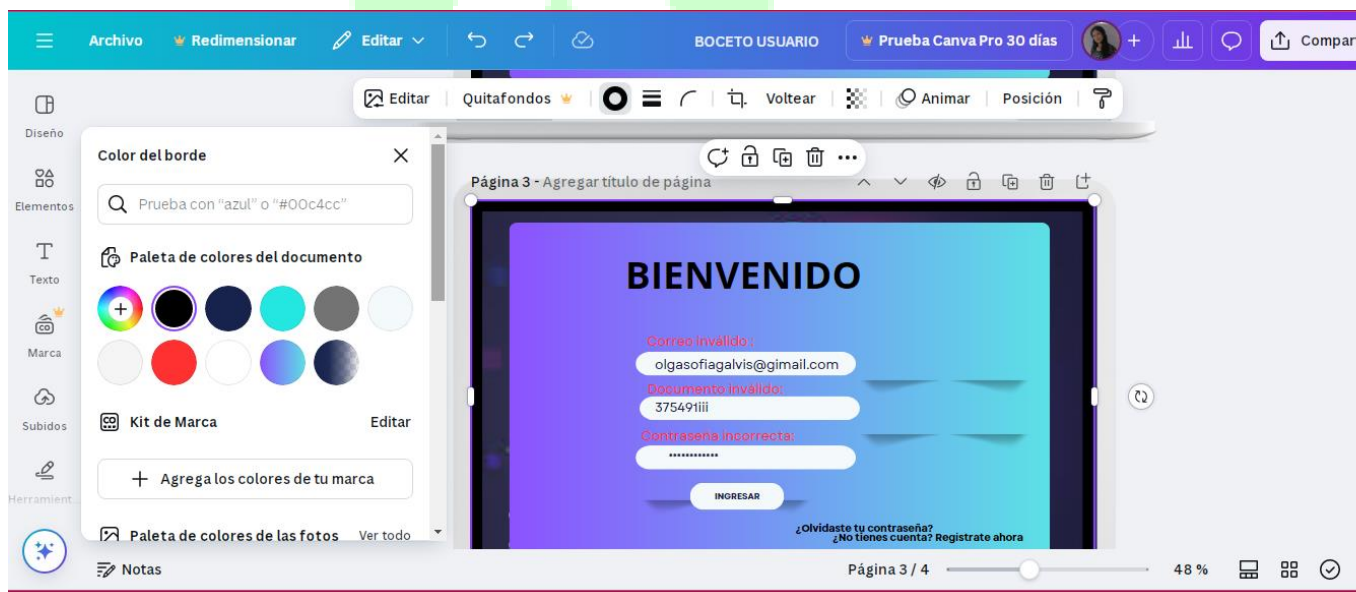 Archivo
Redimensionar
Editar
BOCETO USUARIO
Prueba Canva Pro 30 días
+
Compar
Editar
Quitafondos
Voltear
Animar
Posición
Diseño
Elementos
Texto
Marca
Subidos
Herramient...
Color del borde
Prueba con "azul" o "#00c4cc"
Paleta de colores del documento
Kit de Marca
Editar
+ Agrega los colores de tu marca
Paleta de colores de las fotos
Ver todo
Página 3 - Agregar título de página
BIENVENIDO
Correo inválido :
olgasofiagalvis@gimail.com
Documento inválido:
375491iii
Contraseña incorrecta:
••••••••••••
INGRESAR
¿Olvidaste tu contraseña?
¿No tienes cuenta? Registrate ahora
Notas
Página 3 / 4
48 %